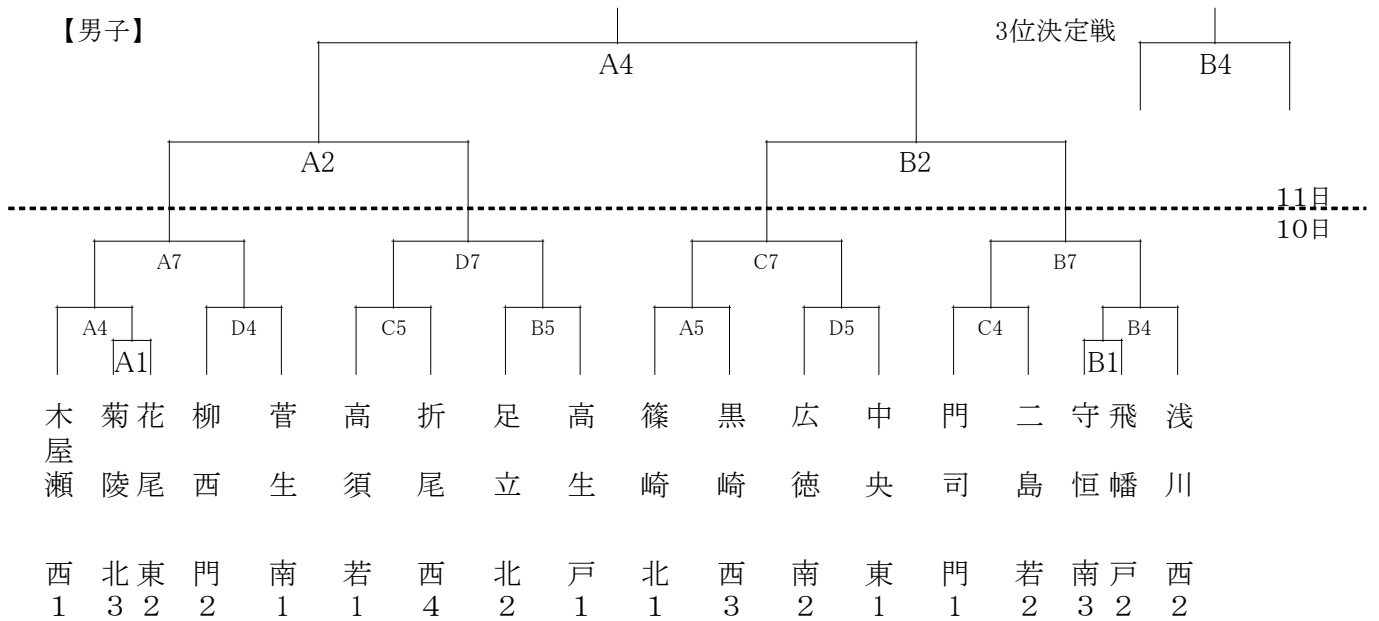 【男子】
3位決定戦
A4
B4
A2
B2
11日
10日
A7
D7
C7
B7
A4
D4
C5
B5
A5
D5
C4
B4
A1
B1
木屋瀬
菊陵
花尾
柳西
菅生
高須
折尾
足立
高生
篠崎
黒崎
広徳
中央
門司
二島
守恒
飛幡
浅川
西1
北3
東2
門2
南1
若1
西4
北2
戸1
北1
西3
南2
東1
門1
若2
南3
戸2
西2